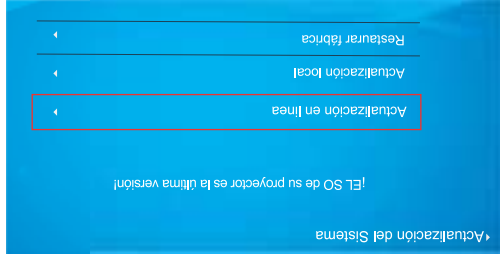 Actualización del Sistema
¡EL SO de su proyector es la última versión!
Actualización en línea
Actualización local
Restaurar fábrica